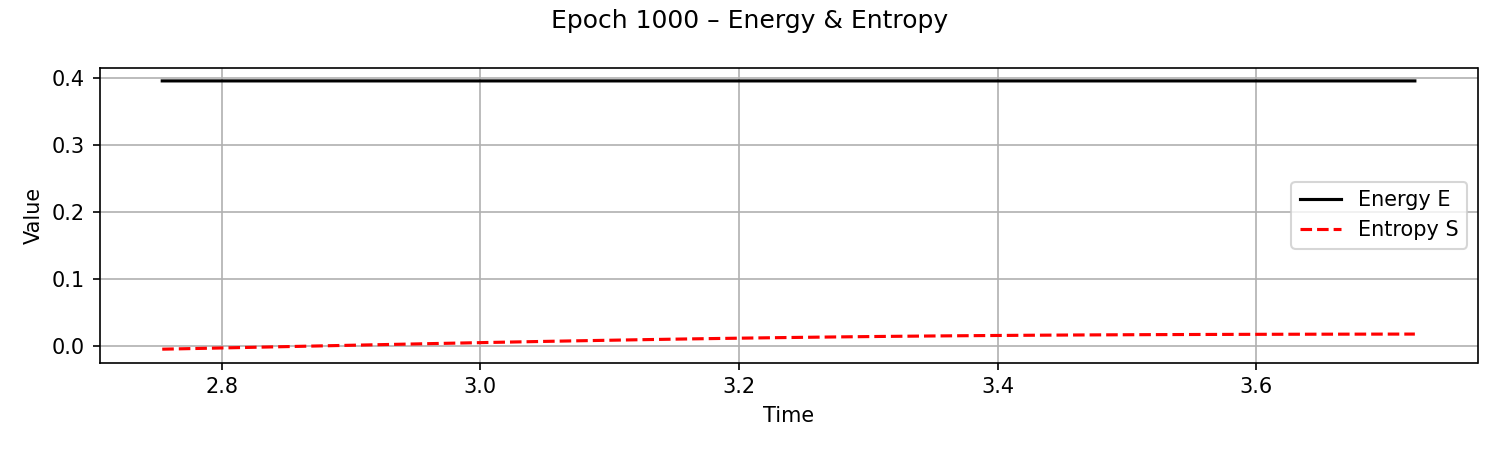 Epoch 1000 – Energy & Entropy
0.4
0.3
0.2
0.1
0.0
Value
Energy E
Entropy S
2.8 3.0 3.2 3.4 3.6
Time